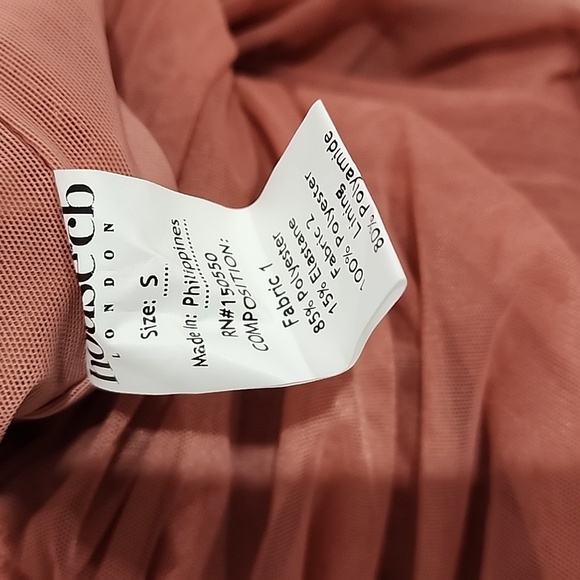 house of cb
LONDON
Size: S
Made In: Philippines
RN#150550
COMPOSITION:
Fabric 1
85% Polyester
15% Elastane
Fabric 2
100% Polyester
Lining
80% Polyamide